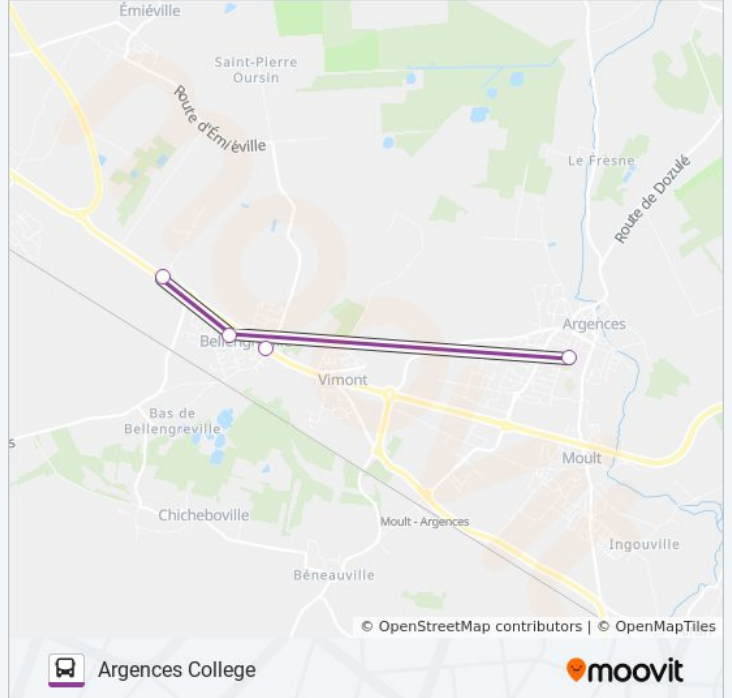 Émiéville
Saint-Pierre
Oursin
Route d'Émiéville
Le Fresne
Route de Dozulé
Argences
Vimont
Bas de
Bellengreville
Moult
Chicheboville
Moult - Argences
Ingouville
Béneauville
© OpenStreetMap contributors | © OpenMapTiles
Argences College
moovit